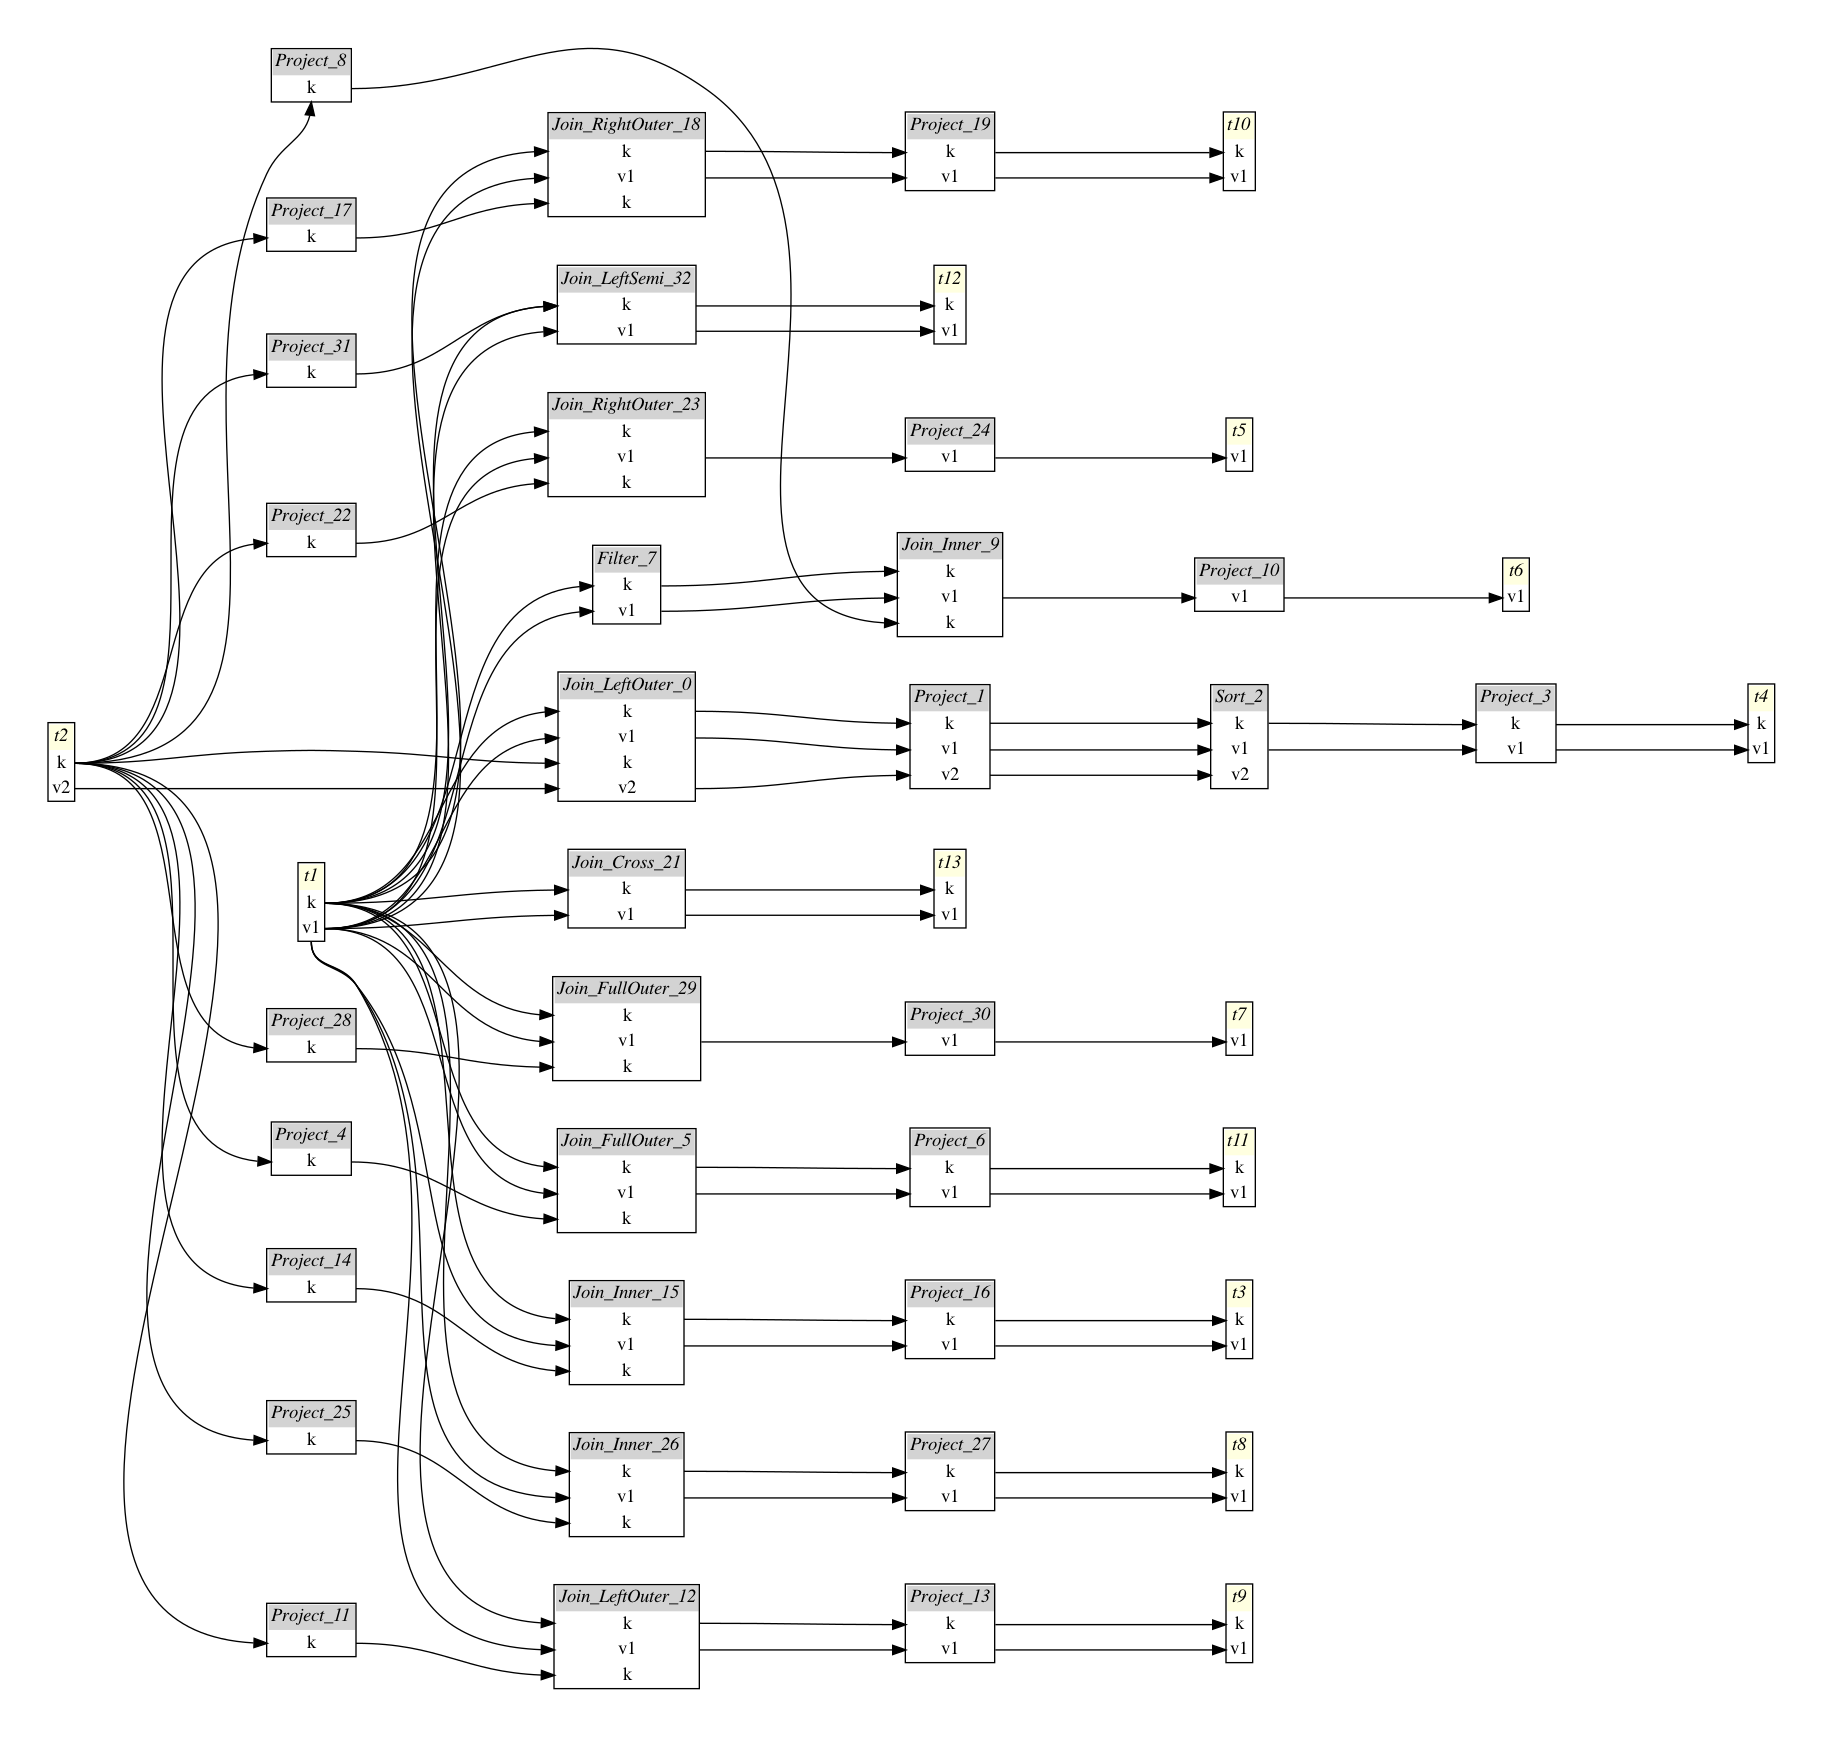 Project_8
k
Join_RightOuter_18
k
v1
k
Project_19
k
v1
t10
k
v1
Project_17
k
Join_LeftSemi_32
k
v1
t12
k
v1
Project_31
k
Join_RightOuter_23
k
v1
k
Project_24
v1
t5
v1
Project_22
k
Filter_7
k
v1
Join_Inner_9
k
v1
k
Project_10
v1
t6
v1
t2
k
v2
Join_LeftOuter_0
k
v1
k
v2
Project_1
k
v1
v2
Sort_2
k
v1
v2
Project_3
k
v1
t4
k
v1
t1
k
v1
Join_Cross_21
k
v1
t13
k
v1
Project_28
k
Join_FullOuter_29
k
v1
k
Project_30
v1
t7
v1
Project_4
k
Join_FullOuter_5
k
v1
k
Project_6
k
v1
t11
k
v1
Project_14
k
Join_Inner_15
k
v1
k
Project_16
k
v1
t3
k
v1
Project_25
k
Join_Inner_26
k
v1
k
Project_27
k
v1
t8
k
v1
Project_11
k
Join_LeftOuter_12
k
v1
k
Project_13
k
v1
t9
k
v1